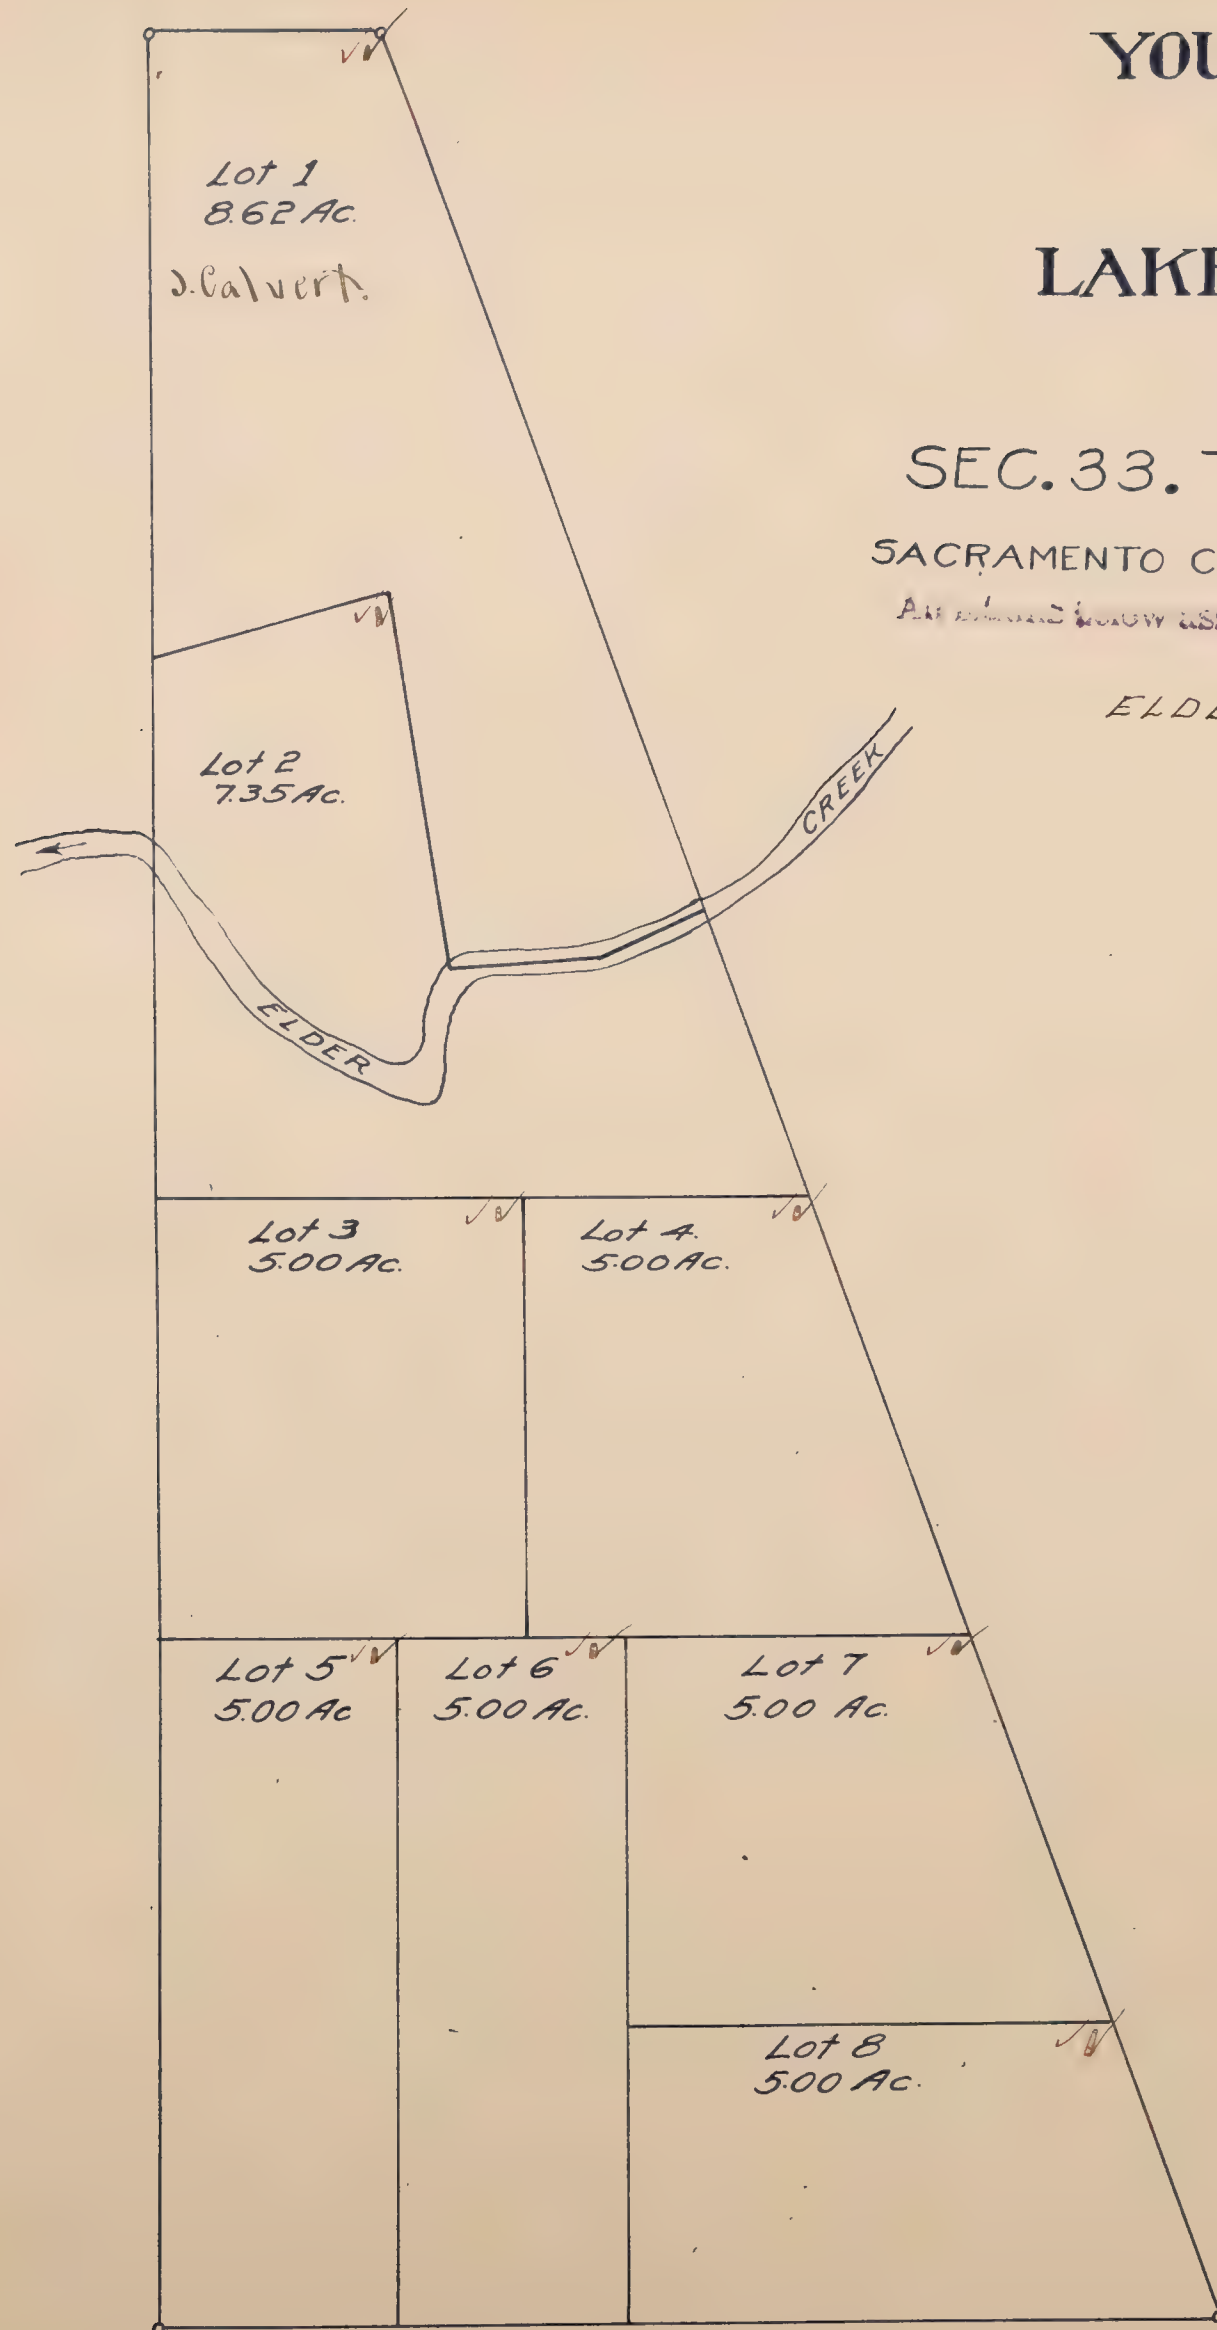 YOU
LAKE
SEC. 33. T
SACRAMENTO C
ELDE
Lot 1
8.62 Ac.
J. Calvert.
Lot 2
7.35 Ac.
CREEK
ELDER
Lot 3
5.00 Ac.
Lot 4.
5.00 Ac.
Lot 5
5.00 Ac
Lot 6
5.00 Ac.
Lot 7
5.00 Ac.
Lot 8
5.00 Ac.